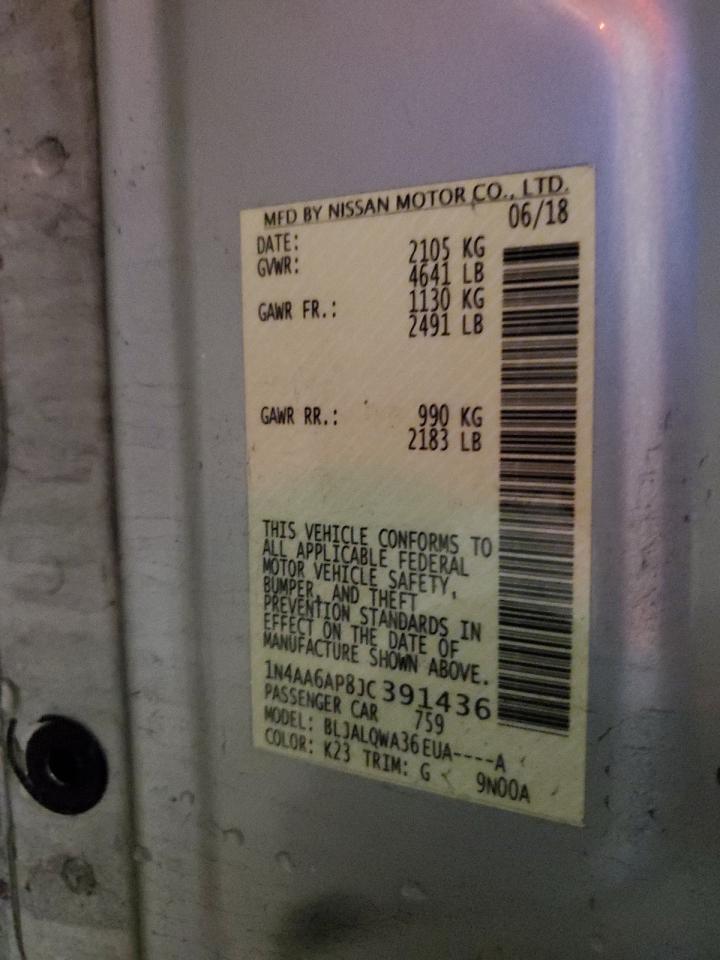 MFD BY NISSAN MOTOR CO., LTD.
DATE: 06/18
GVWR: 2105 KG
4641 LB
GAWR FR.: 1130 KG
2491 LB
GAWR RR.: 990 KG
2183 LB
THIS VEHICLE CONFORMS TO
ALL APPLICABLE FEDERAL
MOTOR VEHICLE SAFETY,
BUMPER, AND THEFT
PREVENTION STANDARDS IN
EFFECT ON THE DATE OF
MANUFACTURE SHOWN ABOVE.
1N4AA6AP8JC391436
PASSENGER CAR 759
MODEL: BLJALQWA36EUA----A
COLOR: K23 TRIM: G 9N00A